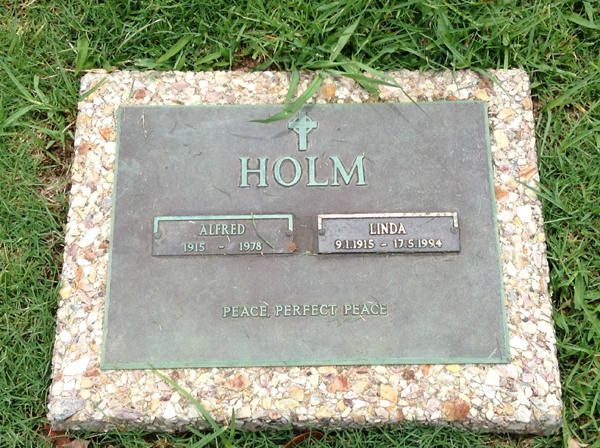 HOLM
ALFRED
1915 - 1978
LINDA
9.1.1915 - 17.5.1994
PEACE, PERFECT PEACE